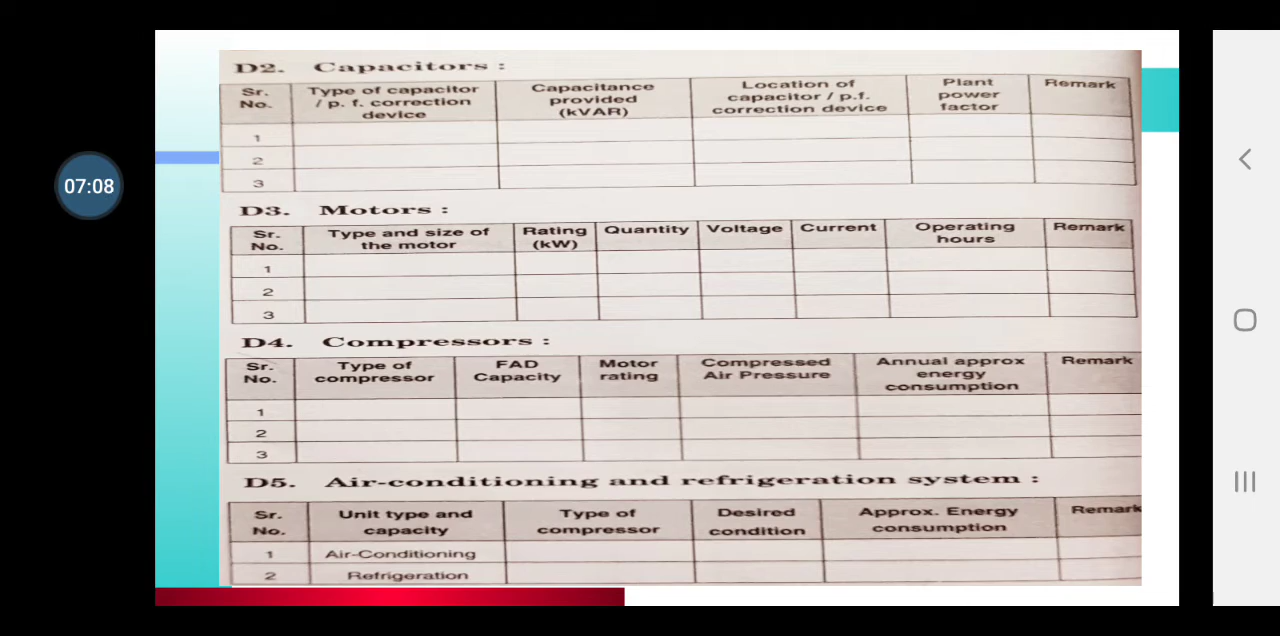 07:08
D2. Capacitors :
Sr. No. Type of capacitor / p. f. correction device Capacitance provided (kVAR) Location of capacitor / p.f. correction device Plant power factor Remark
1
2
3
D3. Motors :
Sr. No. Type and size of the motor Rating (kW) Quantity Voltage Current Operating hours Remark
1
2
3
D4. Compressors :
Sr. No. Type of compressor FAD Capacity Motor rating Compressed Air Pressure Annual approx energy consumption Remark
1
2
3
D5. Air-conditioning and refrigeration system :
Sr. No. Unit type and capacity Type of compressor Desired condition Approx. Energy consumption Remark
1 Air-Conditioning
2 Refrigeration